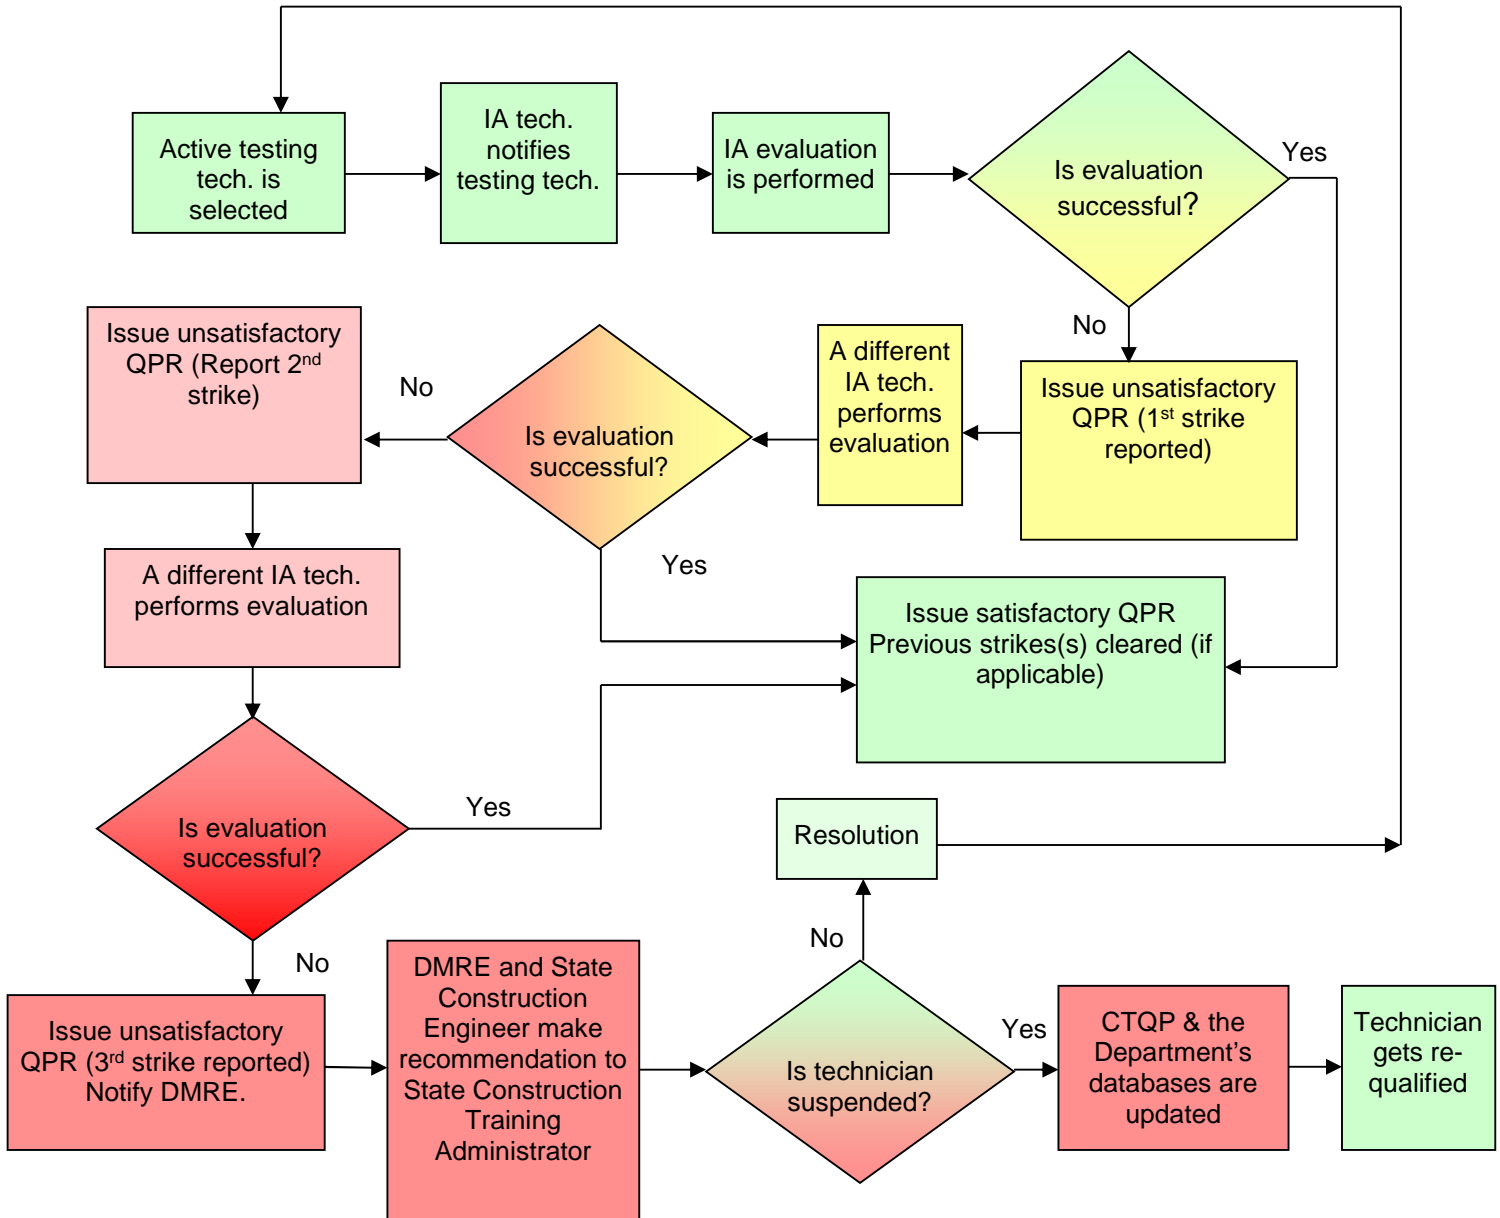 Active testing
tech. is
selected
IA tech.
notifies
testing tech.
IA evaluation
is performed
Is evaluation
successful?
Yes
No
Issue unsatisfactory
QPR (1st strike
reported)
A different
IA tech.
performs
evaluation
Is evaluation
successful?
No
Yes
Issue unsatisfactory
QPR (Report 2nd
strike)
A different IA tech.
performs evaluation
Issue satisfactory QPR
Previous strikes(s) cleared (if
applicable)
Is evaluation
successful?
Yes
No
Issue unsatisfactory
QPR (3rd strike reported)
Notify DMRE.
DMRE and State
Construction
Engineer make
recommendation to
State Construction
Training
Administrator
Is technician
suspended?
No
Resolution
Yes
CTQP & the
Department’s
databases are
updated
Technician
gets re-
qualified